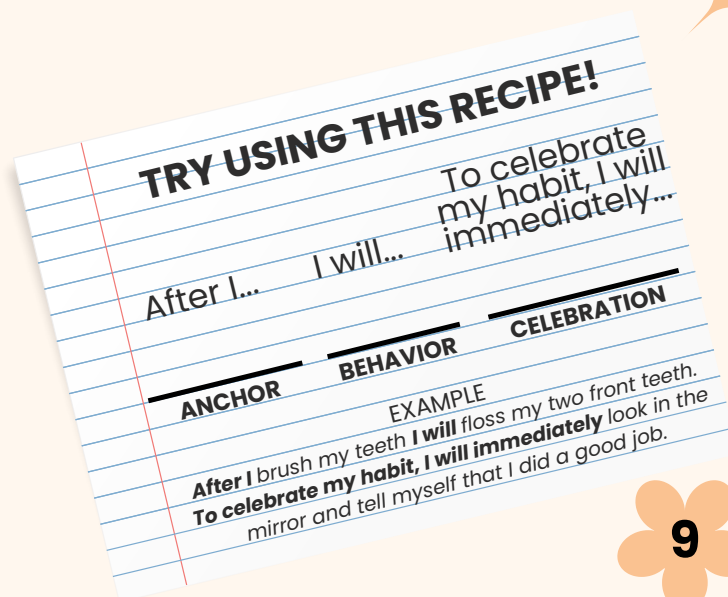 TRY USING THIS RECIPE!
After I...
I will...
To celebrate
my habit, I will
immediately...
ANCHOR
BEHAVIOR
CELEBRATION
EXAMPLE
After I brush my teeth I will floss my two front teeth.
To celebrate my habit, I will immediately look in the
mirror and tell myself that I did a good job.
9